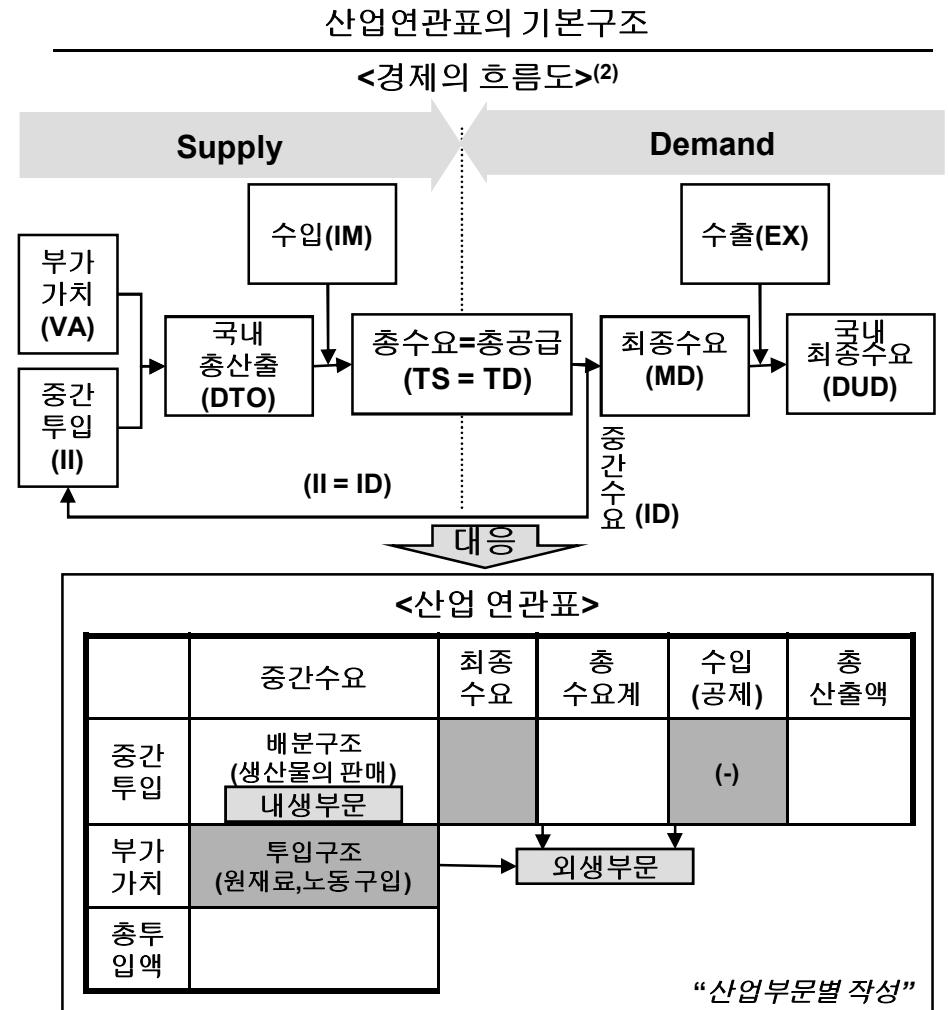 산업연관표의 기본구조
<경제의 흐름도>(2)
Supply
Demand
수입(IM)
수출(EX)
부가
가치
(VA)
국내
총산출
(DTO)
총수요=총공급
(TS = TD)
최종수요
(MD)
국내
최종수요
(DUD)
중간
투입
(II)
(II = ID)
중
간
수
요 (ID)
대응
<산업 연관표>
중간수요
최종
수요
총
수요계
수입
(공제)
총
산출액
중간
투입
배분구조
(생산물의 판매)
내생부문
(-)
부가
가치
투입구조
(원재료,노동 구입)
외생부문
총투
입액
“산업부문별 작성”